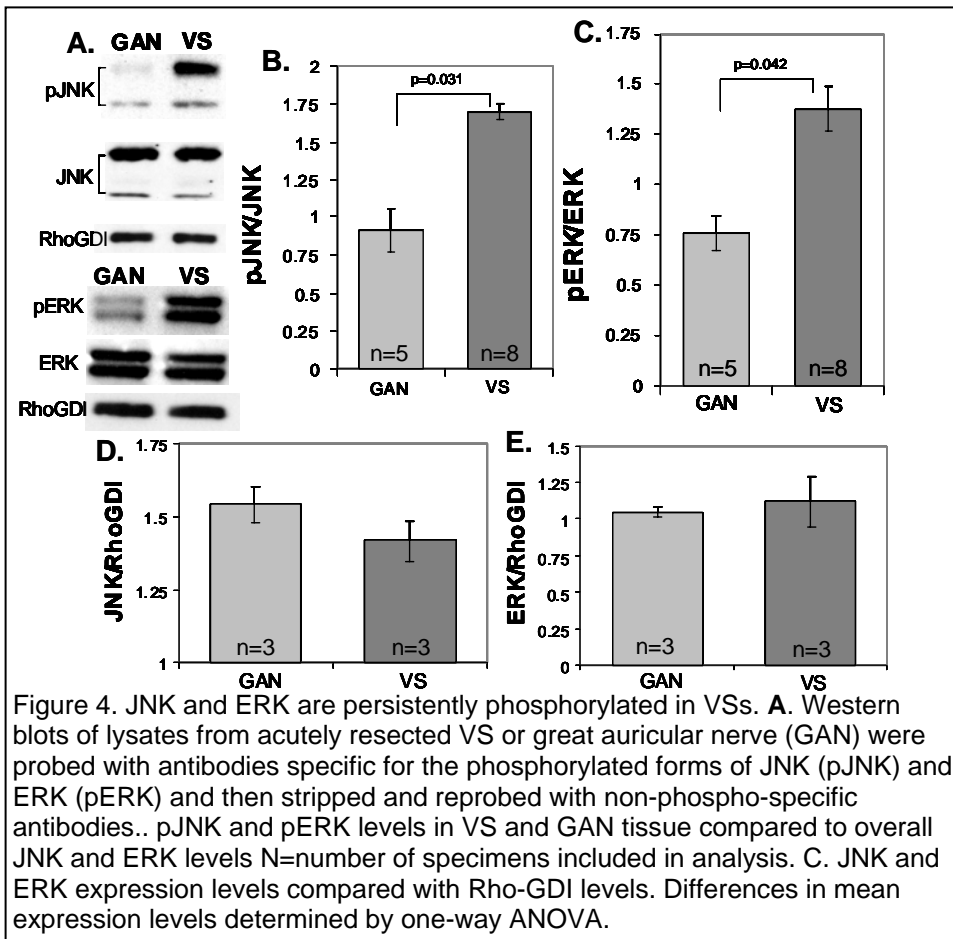 A.
GAN VS
pJNK
JNK
RhoGDI
GAN VS
pERK
ERK
RhoGDI
B.
pJNK/JNK
2
1.75
1.5
1.25
1
0.75
0.5
0.25
0
p=0.031
n=5
n=8
GAN
VS
C.
pERK/ERK
1.75
1.5
1.25
1
0.75
0.5
0.25
0
p=0.042
n=5
n=8
GAN
VS
D.
JNK/RhoGDI
1.75
1.5
1.25
1
n=3
n=3
GAN
VS
E.
ERK/RhoGDI
1.5
1.25
1
0.75
0.5
0.25
0
n=3
n=3
GAN
VS
Figure 4. JNK and ERK are persistently phosphorylated in VSs. A. Western
blots of lysates from acutely resected VS or great auricular nerve (GAN) were
probed with antibodies specific for the phosphorylated forms of JNK (pJNK) and
ERK (pERK) and then stripped and reprobed with non-phospho-specific
antibodies.. pJNK and pERK levels in VS and GAN tissue compared to overall
JNK and ERK levels N=number of specimens included in analysis. C. JNK and
ERK expression levels compared with Rho-GDI levels. Differences in mean
expression levels determined by one-way ANOVA.